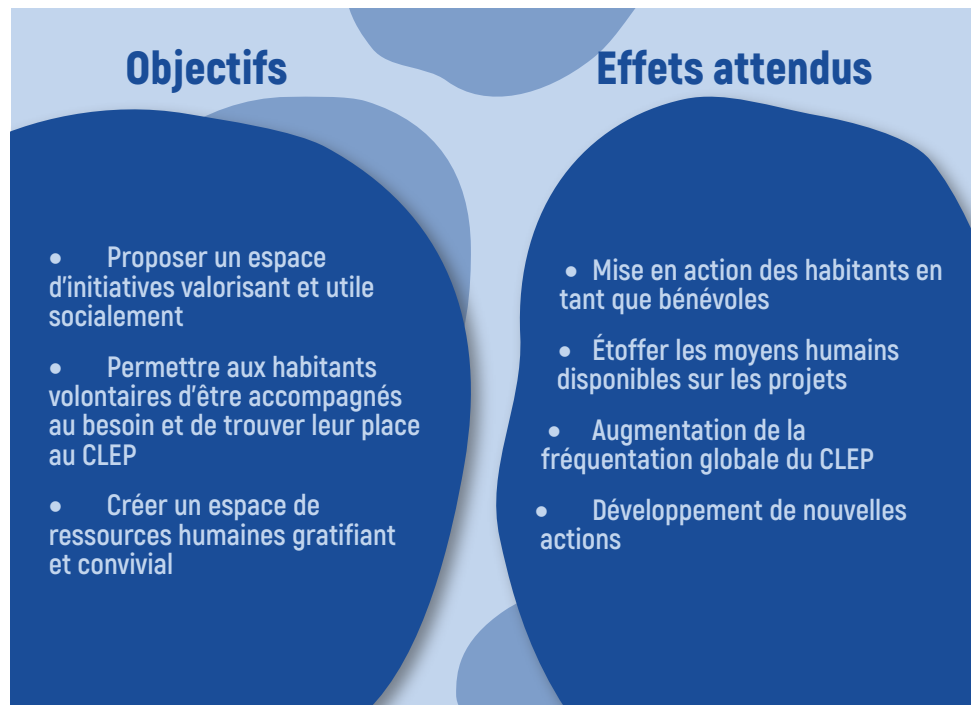 Objectifs
● Proposer un espace
d'initiatives valorisant et utile
socialement
● Permettre aux habitants
volontaires d'être accompagnés
au besoin et de trouver leur place
au CLEP
● Créer un espace de
ressources humaines gratifiant
et convivial
Effets attendus
● Mise en action des habitants en
tant que bénévoles
● Étoffer les moyens humains
disponibles sur les projets
● Augmentation de la
fréquentation globale du CLEP
● Développement de nouvelles
actions